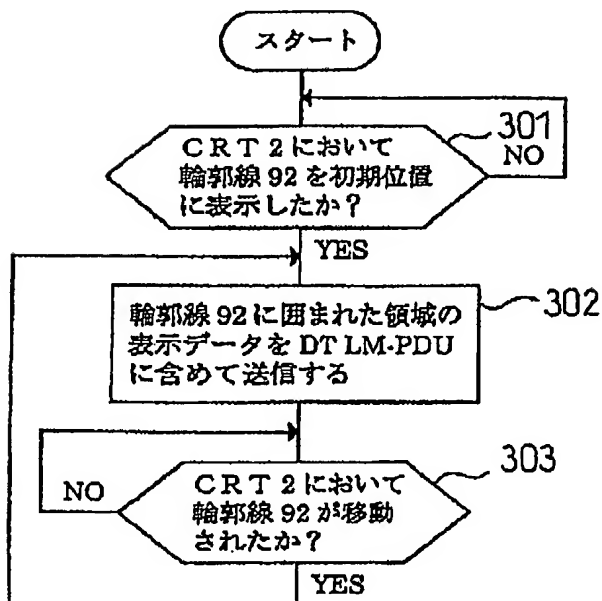 スタート
301
CRT 2 において
輪郭線 92 を初期位置
に表示したか?
NO
YES
302
輪郭線 92 に囲まれた領域の
表示データを DT LM-PDU
に含めて送信する
303
NO
CRT 2 において
輪郭線 92 が移動
されたか?
YES